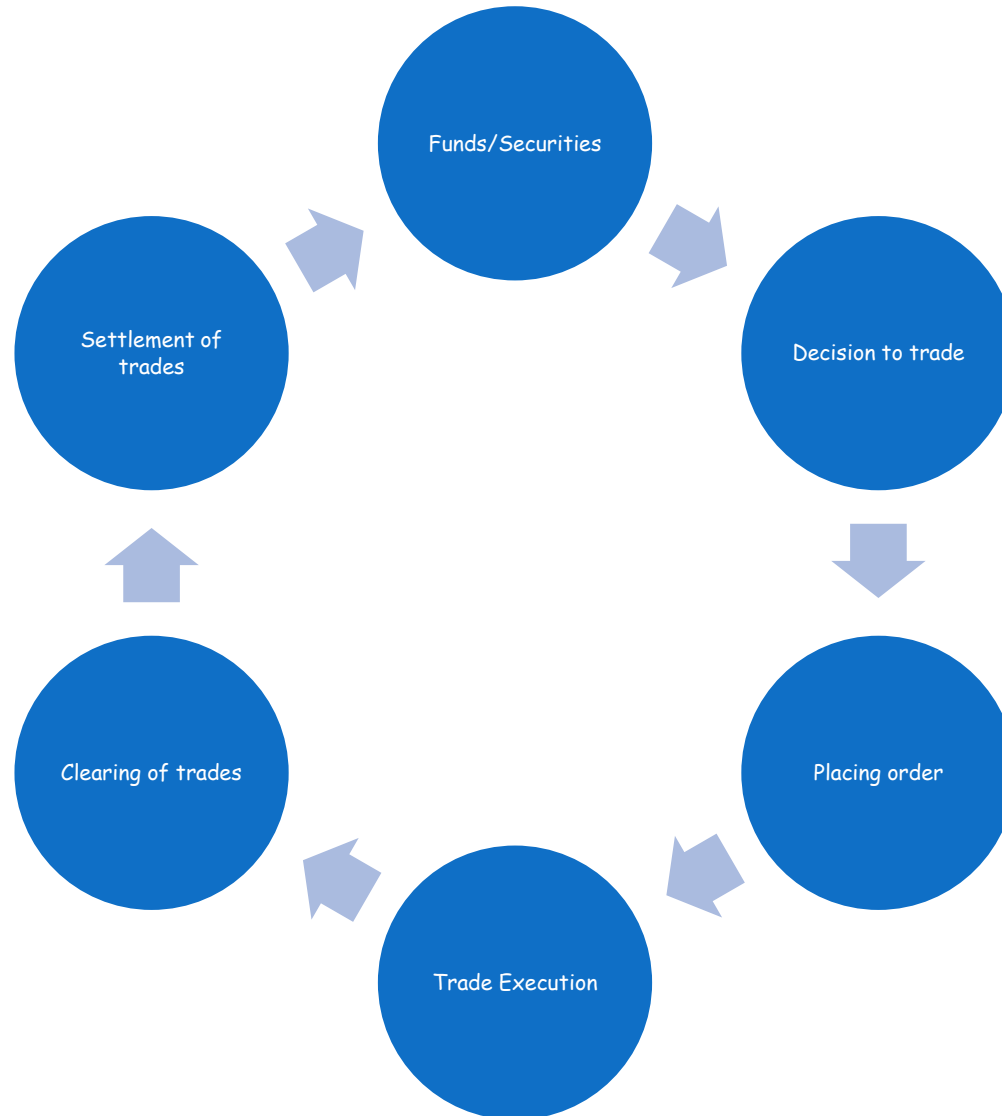 Funds/Securities
Decision to trade
Placing order
Trade Execution
Clearing of trades
Settlement of
trades